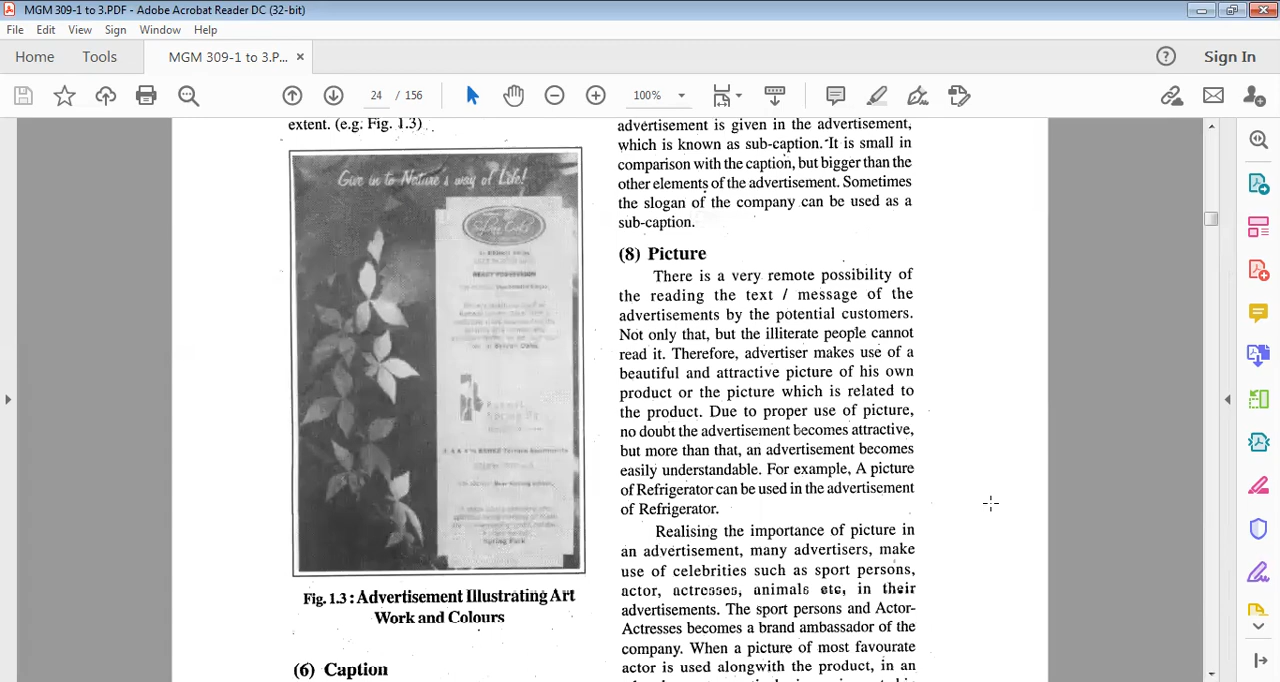 MGM 309-1 to 3.PDF - Adobe Acrobat Reader DC (32-bit)
File Edit View Sign Window Help
Home Tools MGM 309-1 to 3.P... ×
Sign In
24 / 156
100%
extent. (e.g. Fig. 1.3)
Give in to Nature's way of Life!
Spring Park
Fig. 1.3 : Advertisement Illustrating Art
Work and Colours
(6) Caption
advertisement is given in the advertisement,
which is known as sub-caption. It is small in
comparison with the caption, but bigger than the
other elements of the advertisement. Sometimes
the slogan of the company can be used as a
sub-caption.
(8) Picture
There is a very remote possibility of
the reading the text / message of the
advertisements by the potential customers.
Not only that, but the illiterate people cannot
read it. Therefore, advertiser makes use of a
beautiful and attractive picture of his own
product or the picture which is related to
the product. Due to proper use of picture,
no doubt the advertisement becomes attractive,
but more than that, an advertisement becomes
easily understandable. For example, A picture
of Refrigerator can be used in the advertisement
of Refrigerator.
Realising the importance of picture in
an advertisement, many advertisers, make
use of celebrities such as sport persons,
actor, actresses, animals etc, in their
advertisements. The sport persons and Actor-
Actresses becomes a brand ambassador of the
company. When a picture of most favourate
actor is used alongwith the product, in an